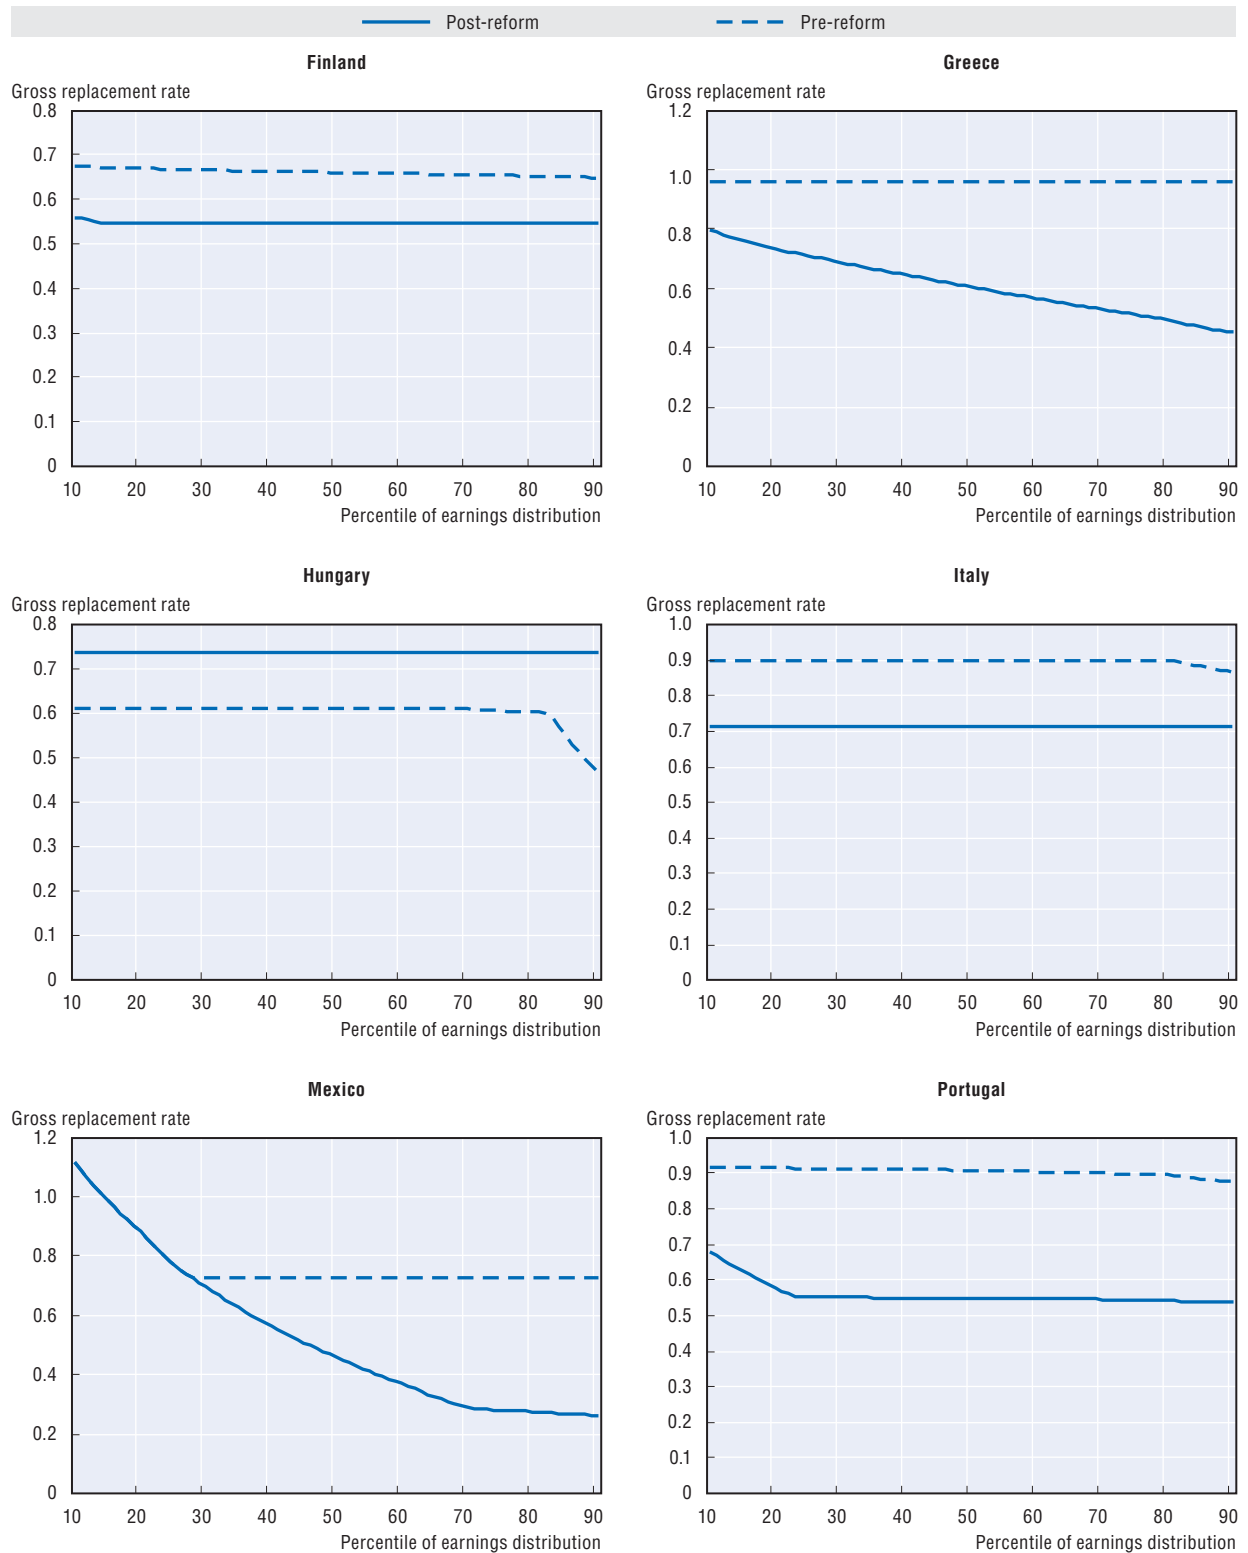 Post-reform Pre-reform
Finland
Gross replacement rate
0.8
0.7
0.6
0.5
0.4
0.3
0.2
0.1
0
10 20 30 40 50 60 70 80 90
Percentile of earnings distribution
Greece
Gross replacement rate
1.2
1.0
0.8
0.6
0.4
0.2
0
10 20 30 40 50 60 70 80 90
Percentile of earnings distribution
Hungary
Gross replacement rate
0.8
0.7
0.6
0.5
0.4
0.3
0.2
0.1
0
10 20 30 40 50 60 70 80 90
Percentile of earnings distribution
Italy
Gross replacement rate
1.0
0.9
0.8
0.7
0.6
0.5
0.4
0.3
0.2
0.1
0
10 20 30 40 50 60 70 80 90
Percentile of earnings distribution
Mexico
Gross replacement rate
1.2
1.0
0.8
0.6
0.4
0.2
0
10 20 30 40 50 60 70 80 90
Percentile of earnings distribution
Portugal
Gross replacement rate
1.0
0.9
0.8
0.7
0.6
0.5
0.4
0.3
0.2
0.1
0
10 20 30 40 50 60 70 80 90
Percentile of earnings distribution